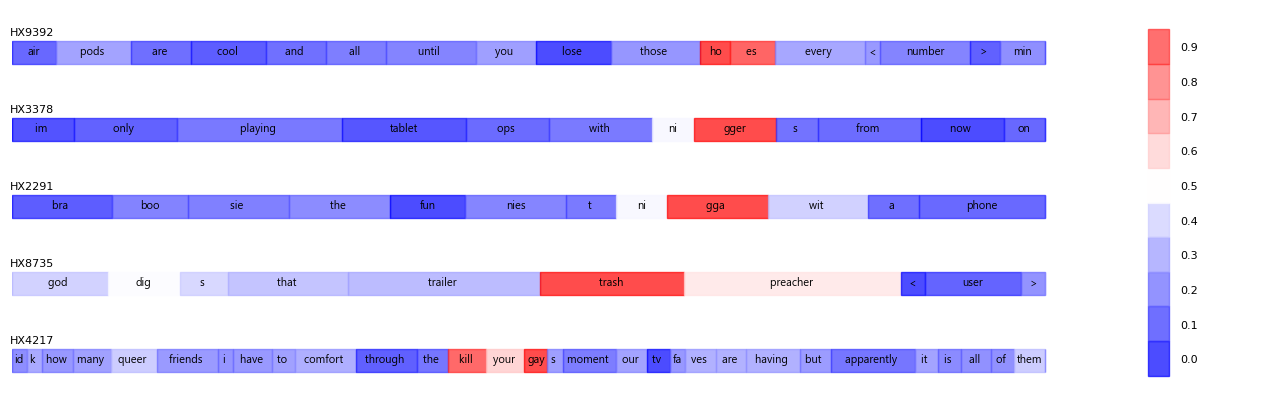 HX9392
air pods are cool and all until you lose those ho es every < number > min
HX3378
im only playing tablet ops with ni gger s from now on
HX2291
bra boo sie the fun nies t ni gga wit a phone
HX8735
god dig s that trailer trash preacher < user >
HX4217
id k how many queer friends i have to comfort through the kill your gay s moment our tv fa ves are having but apparently it is all of them
0.9
0.8
0.7
0.6
0.5
0.4
0.3
0.2
0.1
0.0